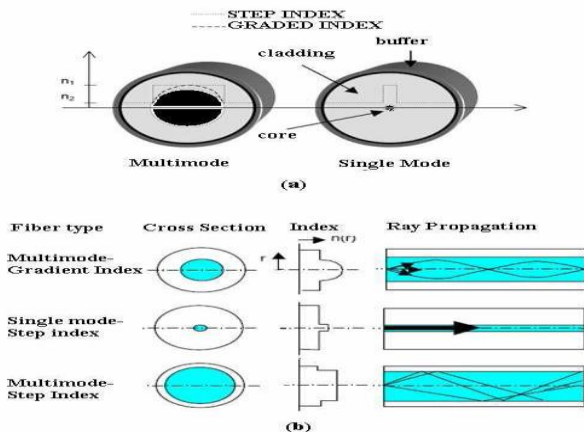 STEP INDEX
GRADED INDEX
buffer
cladding
n₁
n₂
core
Multimode
Single Mode
(a)
Fiber type Cross Section Index Ray Propagation
n(r)
r
Multimode-
Gradient Index
Single mode-
Step index
Multimode-
Step Index
(b)